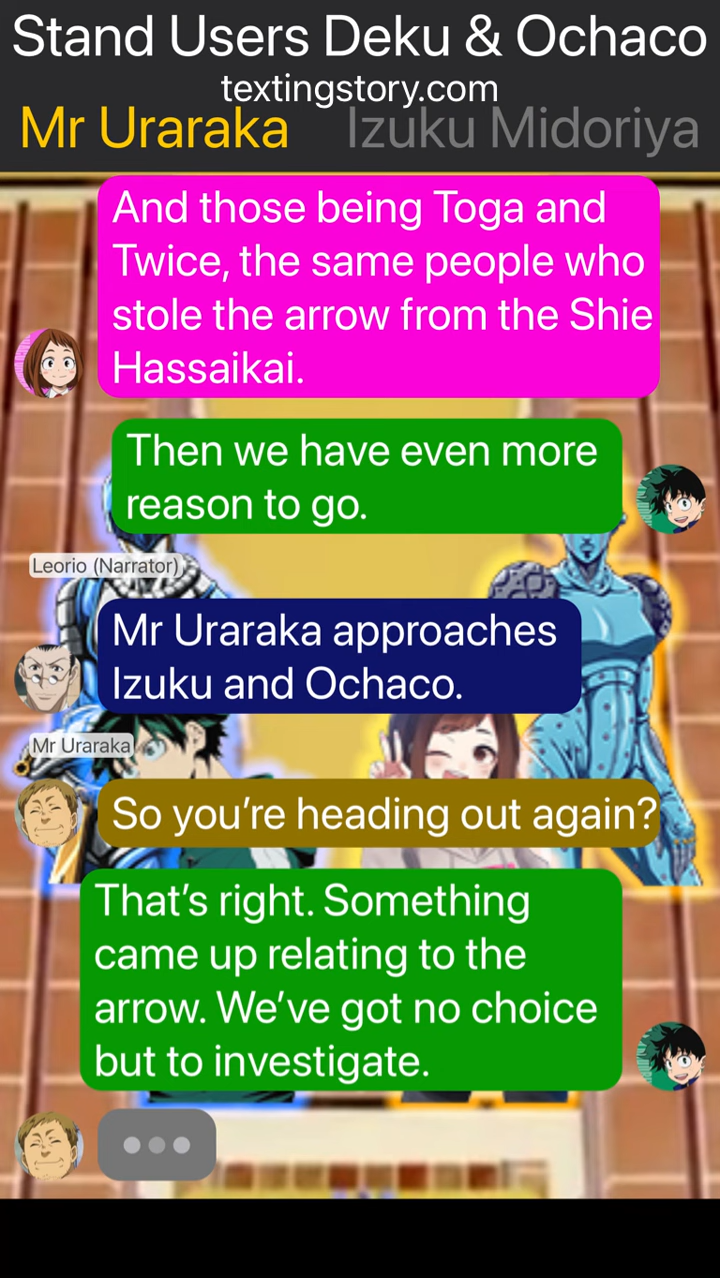 Stand Users Deku & Ochaco
textingstory.com
Mr Uraraka Izuku Midoriya
And those being Toga and
Twice, the same people who
stole the arrow from the Shie
Hassaikai.
Then we have even more
reason to go.
Leorio (Narrator)
Mr Uraraka approaches
Izuku and Ochaco.
Mr Uraraka
So you’re heading out again?
That’s right. Something
came up relating to the
arrow. We’ve got no choice
but to investigate.